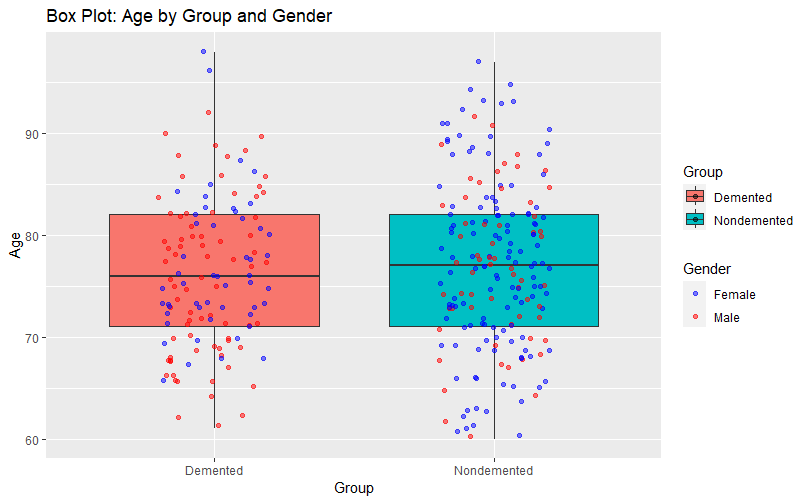 Box Plot: Age by Group and Gender
Age
90
80
70
60
Demented
Nondemented
Group
Group
Demented
Nondemented
Gender
Female
Male